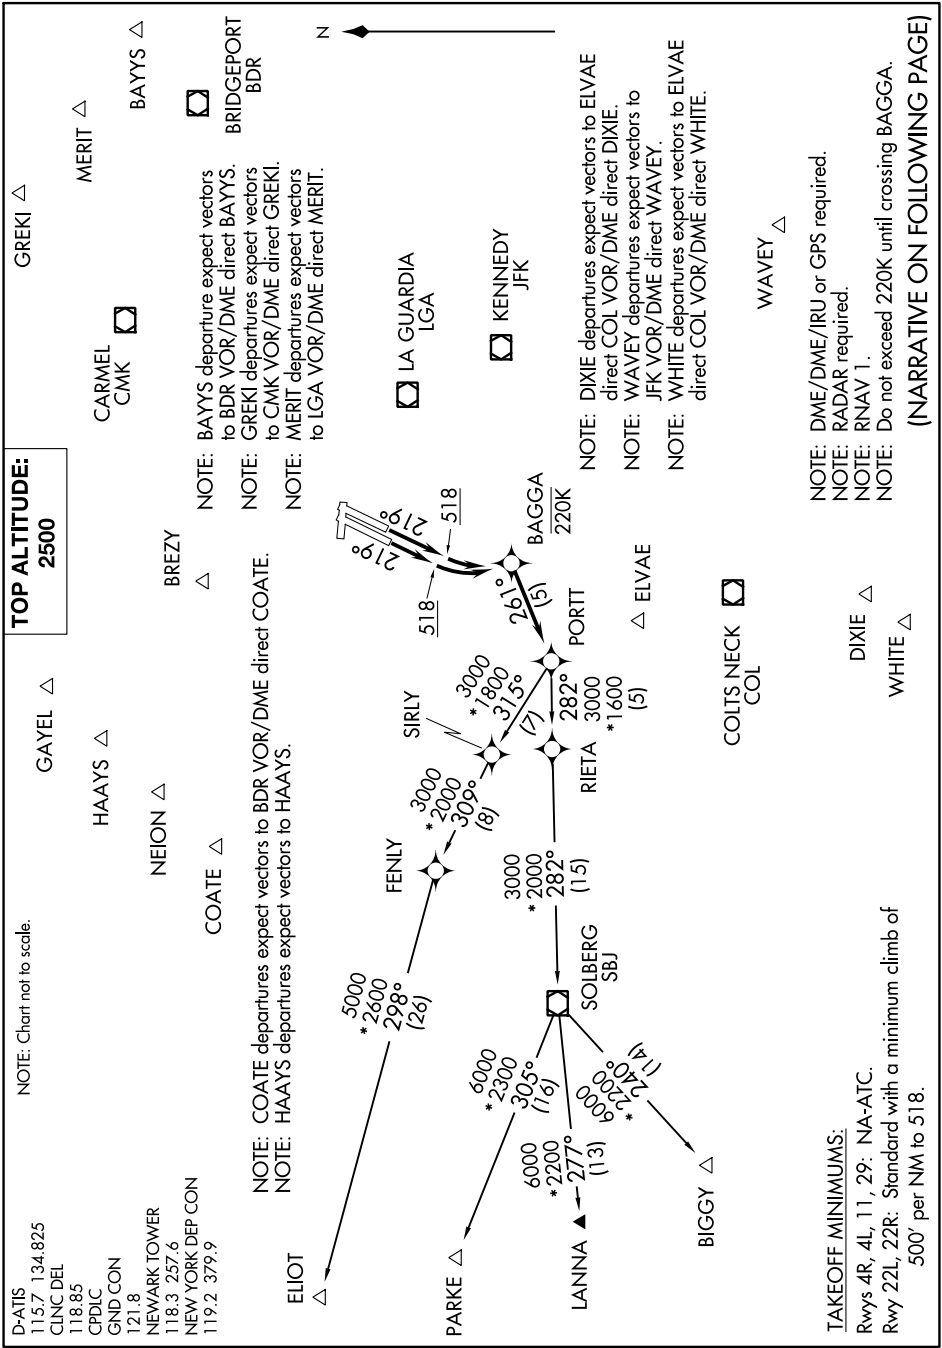 D-ATIS
115.7 134.825
CLNC DEL
118.85
CPDLC
GND CON
121.8
NEWARK TOWER
118.3 257.6
NEW YORK DEP CON
119.2 379.9
NOTE: Chart not to scale.
TOP ALTITUDE:
2500
GREKI
MERIT
BAYYS
GAYEL
HAAYS
NEION
COATE
BREZY
CARMEL
CMK
BRIDGEPORT
BDR
N
NOTE: COATE departures expect vectors to BDR VOR/DME direct COATE.
NOTE: HAAYS departures expect vectors to HAAYS.
NOTE: BAYYS departure expect vectors
to BDR VOR/DME direct BAYYS.
NOTE: GREKI departures expect vectors
to CMK VOR/DME direct GREKI.
NOTE: MERIT departures expect vectors
to LGA VOR/DME direct MERIT.
LA GUARDIA
LGA
KENNEDY
JFK
219°
219°
518
518
BAGGA
220K
261°
(5)
PORTT
3000
*1800
315°
(7)
SIRLY
3000
*2000
309°
(8)
FENLY
5000
*2600
298°
(26)
ELIOT
282°
3000
*1600
(5)
RIETA
3000
*2000
282°
(15)
SOLBERG
SBJ
6000
*2300
305°
(16)
PARKE
6000
*2200
277°
(13)
LANNA
6000
*2200
240°
(14)
BIGGY
ELVAE
COLTS NECK
COL
DIXIE
WHITE
WAVEY
NOTE: DIXIE departures expect vectors to ELVAE
direct COL VOR/DME direct DIXIE.
NOTE: WAVEY departures expect vectors to
JFK VOR/DME direct WAVEY.
NOTE: WHITE departures expect vectors to ELVAE
direct COL VOR/DME direct WHITE.
TAKEOFF MINIMUMS:
Rwys 4R, 4L, 11, 29: NA-ATC.
Rwy 22L, 22R: Standard with a minimum climb of
500' per NM to 518.
NOTE: DME/DME/IRU or GPS required.
NOTE: RADAR required.
NOTE: RNAV 1.
NOTE: Do not exceed 220K until crossing BAGGA.
(NARRATIVE ON FOLLOWING PAGE)